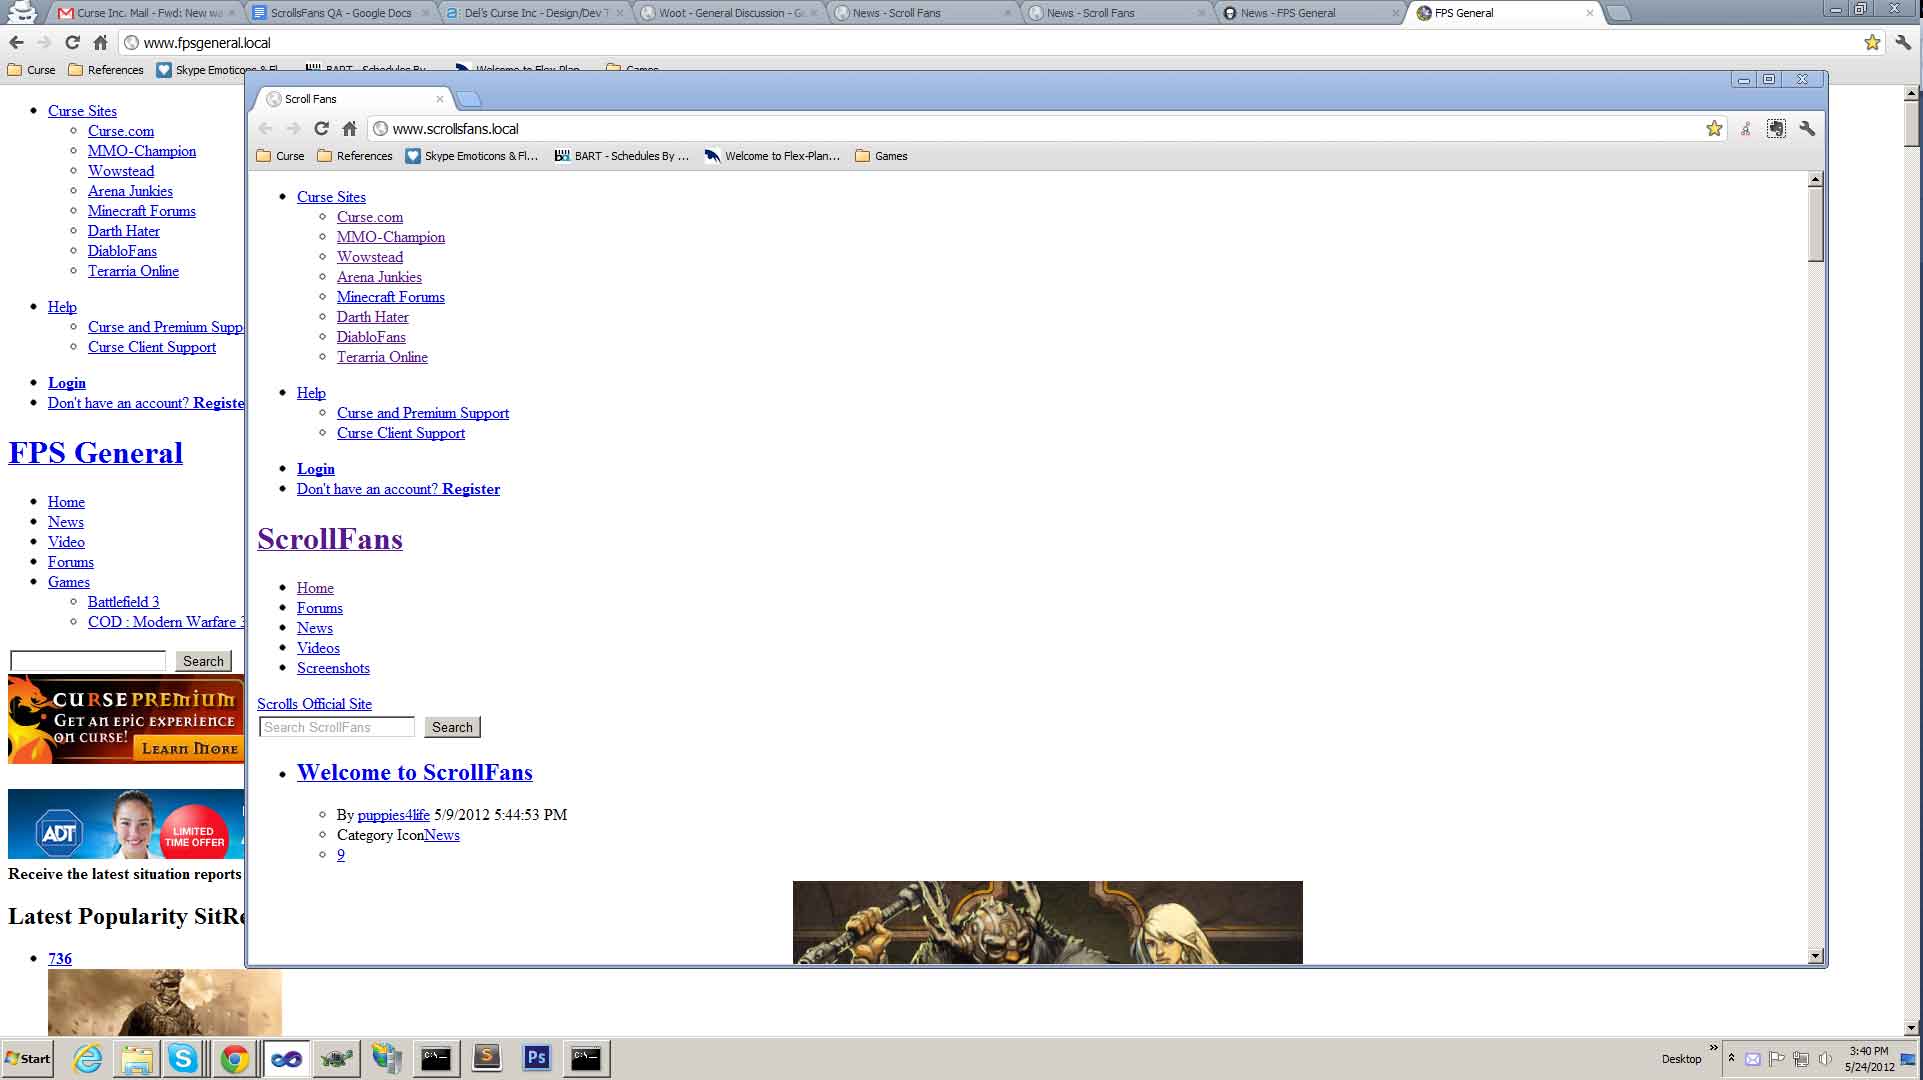 Curse Inc. Mail - Fwd: New wa
ScrollsFans QA - Google Docs
Del's Curse Inc - Design/Dev T
Woot - General Discussion - G
News - Scroll Fans
News - Scroll Fans
News - FPS General
FPS General
www.fpsgeneral.local
Curse
References
Skype Emoticons & Fl
BART - Schedules By
Welcome to Flex-Plan
Games
Curse Sites
Curse.com
MMO-Champion
Wowstead
Arena Junkies
Minecraft Forums
Darth Hater
DiabloFans
Terarria Online
Help
Curse and Premium Supp
Curse Client Support
Login
Don't have an account? Registe
FPS General
Home
News
Video
Forums
Games
Battlefield 3
COD : Modern Warfare 3
Search
CURSE PREMIUM
GET AN EPIC EXPERIENCE
ON CURSE!
LEARN MORE
ADT
LIMITED
TIME OFFER
Receive the latest situation reports
Latest Popularity SitRe
736
Scroll Fans
www.scrollsfans.local
Curse
References
Skype Emoticons & Fl...
BART - Schedules By ...
Welcome to Flex-Plan...
Games
Curse Sites
Curse.com
MMO-Champion
Wowstead
Arena Junkies
Minecraft Forums
Darth Hater
DiabloFans
Terarria Online
Help
Curse and Premium Support
Curse Client Support
Login
Don't have an account? Register
ScrollFans
Home
Forums
News
Videos
Screenshots
Scrolls Official Site
Search ScrollFans
Search
Welcome to ScrollFans
By puppies4life 5/9/2012 5:44:53 PM
Category IconNews
9
Start
C:\
Ps
C:\
Desktop
3:40 PM
5/24/2012